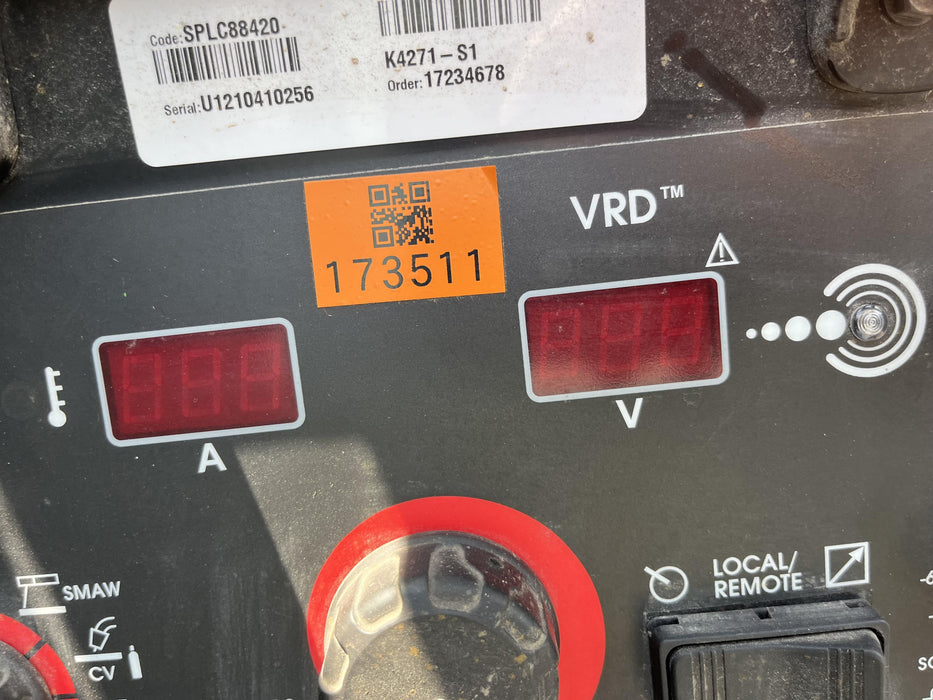 Code: SPLC88420
Serial: U1210410256
K4271-S1
Order: 17234678
VRD™
173511
A
V
SMAW
CV
LOCAL/
REMOTE